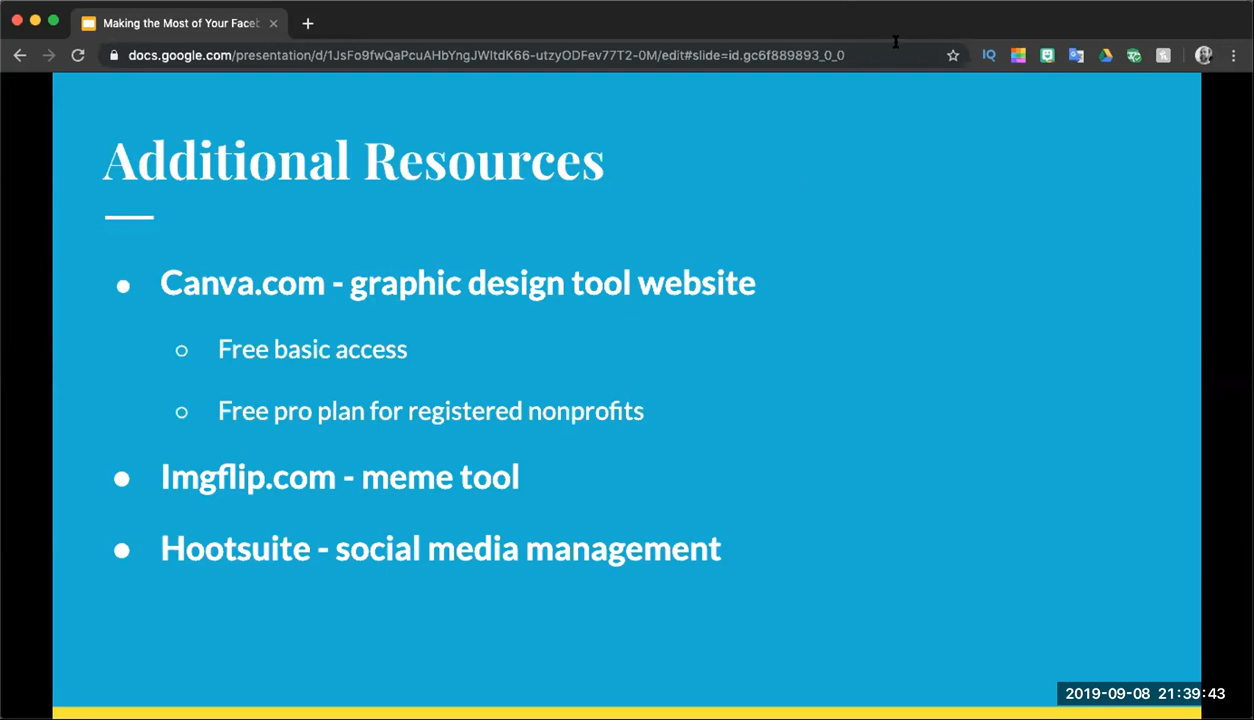 Making the Most of Your Faceb
docs.google.com/presentation/d/1JsFo9fwQaPcuAHbYngJWltdK66-utzyODFev77T2-0M/edit#slide=id.gc6f889893_0_0
IQ
Additional Resources
● Canva.com - graphic design tool website
○ Free basic access
○ Free pro plan for registered nonprofits
● Imgflip.com - meme tool
● Hootsuite - social media management
2019-09-08 21:39:43